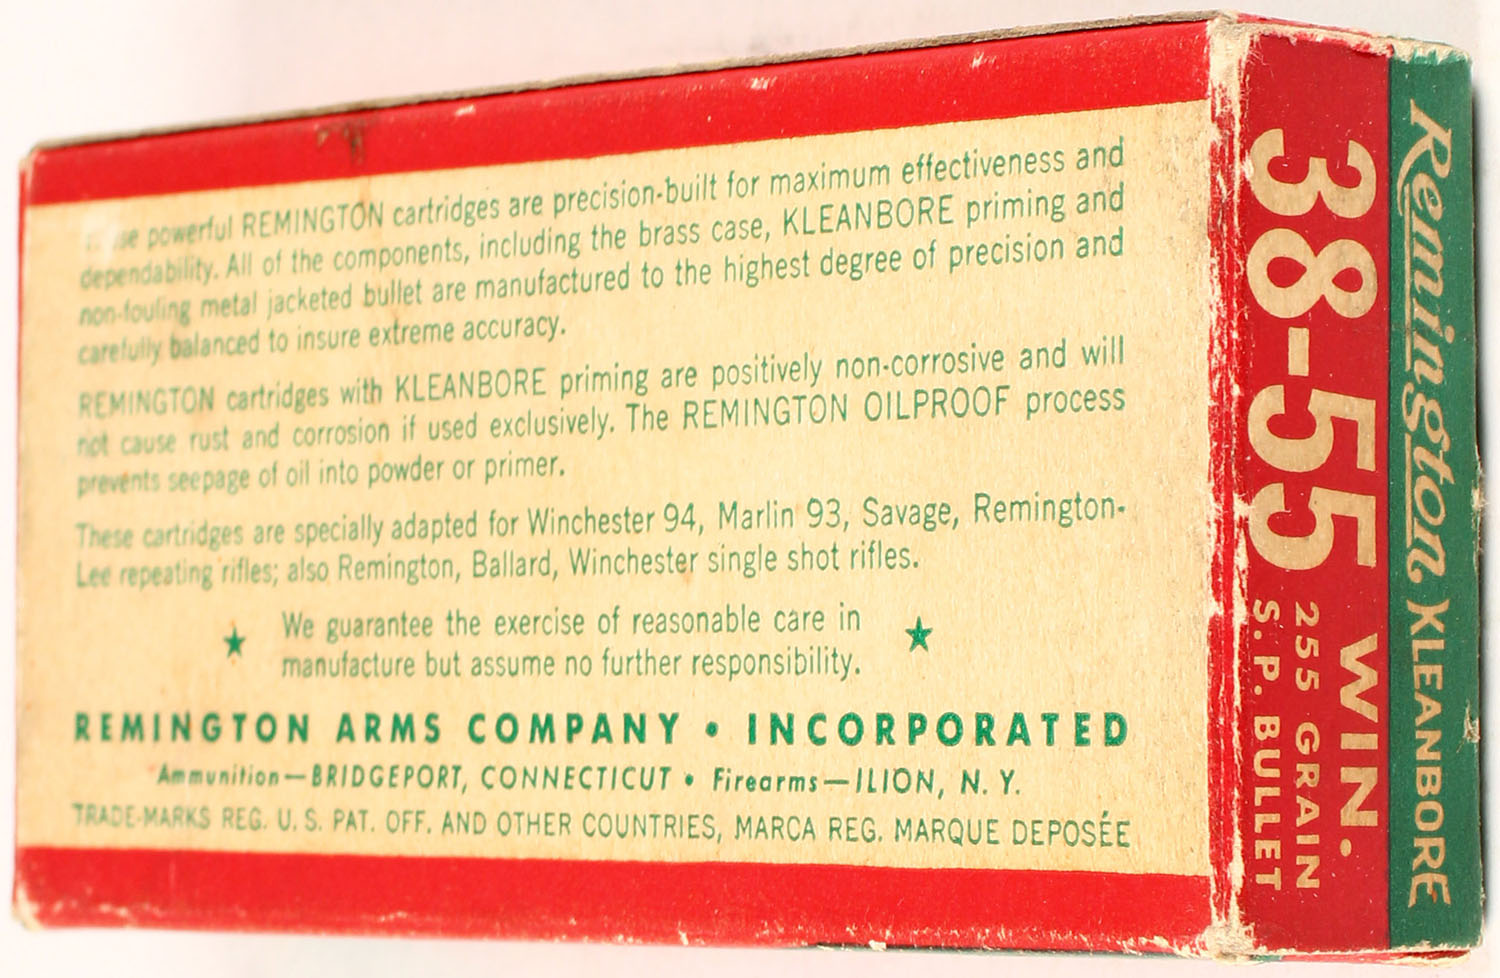 These powerful REMINGTON cartridges are precision-built for maximum effectiveness and
dependability. All of the components, including the brass case, KLEANBORE priming and
non-fouling metal jacketed bullet are manufactured to the highest degree of precision and
carefully balanced to insure extreme accuracy.
REMINGTON cartridges with KLEANBORE priming are positively non-corrosive and will
not cause rust and corrosion if used exclusively. The REMINGTON OILPROOF process
prevents seepage of oil into powder or primer.
These cartridges are specially adapted for Winchester 94, Marlin 93, Savage, Remington-
Lee repeating rifles; also Remington, Ballard, Winchester single shot rifles.
We guarantee the exercise of reasonable care in
manufacture but assume no further responsibility.
REMINGTON ARMS COMPANY • INCORPORATED
Ammunition—BRIDGEPORT, CONNECTICUT • Firearms—ILION, N. Y.
TRADE-MARKS REG. U. S. PAT. OFF. AND OTHER COUNTRIES, MARCA REG. MARQUE DEPOSÉE
Remington KLEANBORE
38-55 WIN.
255 GRAIN
S. P. BULLET